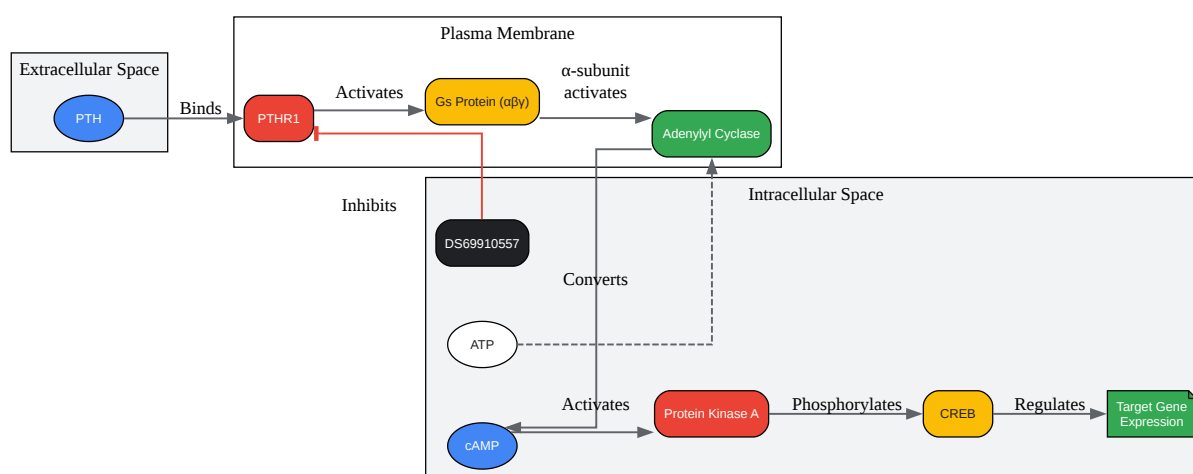 Plasma Membrane
Extracellular Space
PTH
Binds
PTHR1
Activates
Gs Protein (αβγ)
α-subunit
activates
Adenylyl Cyclase
Intracellular Space
Inhibits
DS69910557
Converts
ATP
cAMP
Activates
Protein Kinase A
Phosphorylates
CREB
Regulates
Target Gene
Expression